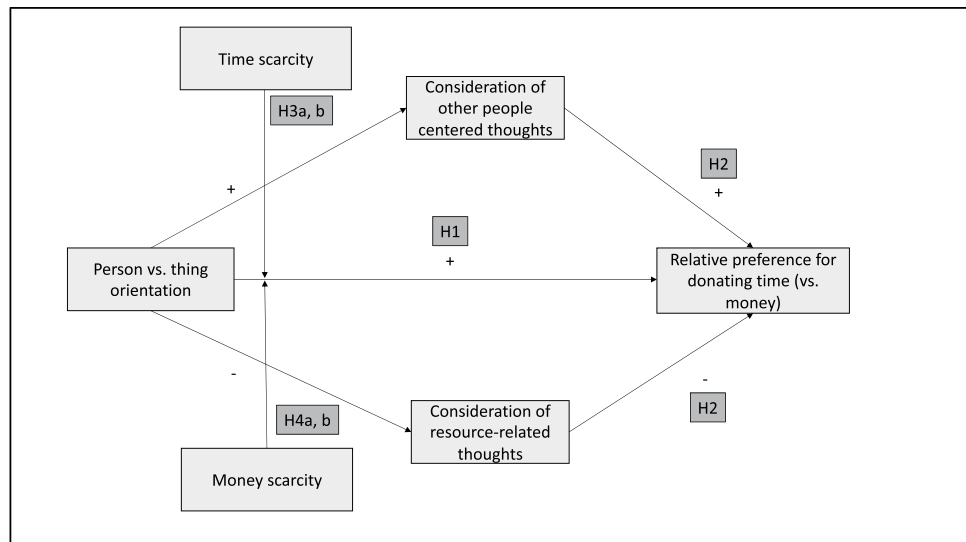 Time scarcity
H3a, b
Consideration of
other people
centered thoughts
H2
+
+
H1
+
Person vs. thing
orientation
Relative preference for
donating time (vs.
money)
-
-
H2
H4a, b
Consideration of
resource-related
thoughts
Money scarcity